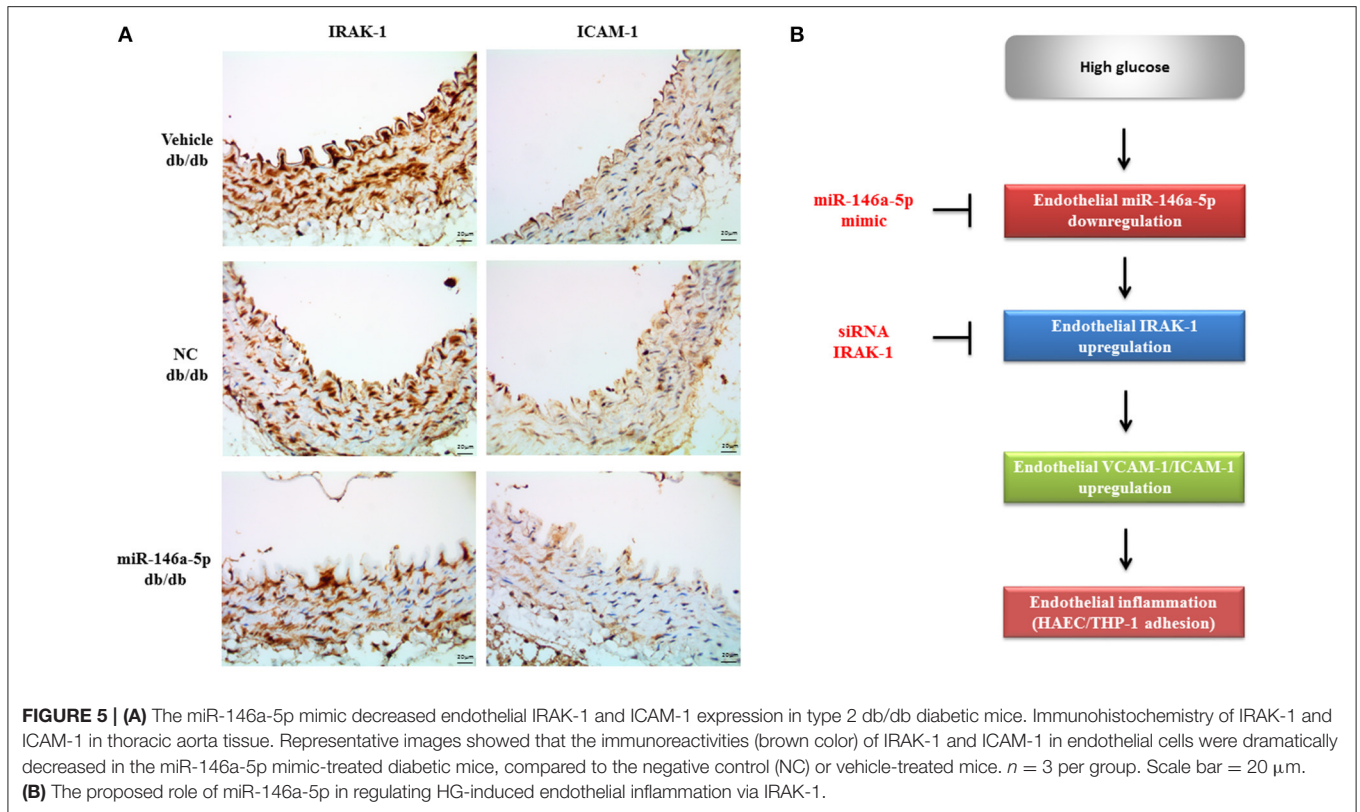 A
IRAK-1
ICAM-1
Vehicle
db/db
20μm
20μm
NC
db/db
20μm
20μm
miR-146a-5p
db/db
20μm
20μm
B
High glucose
miR-146a-5p
mimic
Endothelial miR-146a-5p
downregulation
siRNA
IRAK-1
Endothelial IRAK-1
upregulation
Endothelial VCAM-1/ICAM-1
upregulation
Endothelial inflammation
(HAEC/THP-1 adhesion)
FIGURE 5 | (A) The miR-146a-5p mimic decreased endothelial IRAK-1 and ICAM-1 expression in type 2 db/db diabetic mice. Immunohistochemistry of IRAK-1 and
ICAM-1 in thoracic aorta tissue. Representative images showed that the immunoreactivities (brown color) of IRAK-1 and ICAM-1 in endothelial cells were dramatically
decreased in the miR-146a-5p mimic-treated diabetic mice, compared to the negative control (NC) or vehicle-treated mice. n = 3 per group. Scale bar = 20 μm.
(B) The proposed role of miR-146a-5p in regulating HG-induced endothelial inflammation via IRAK-1.